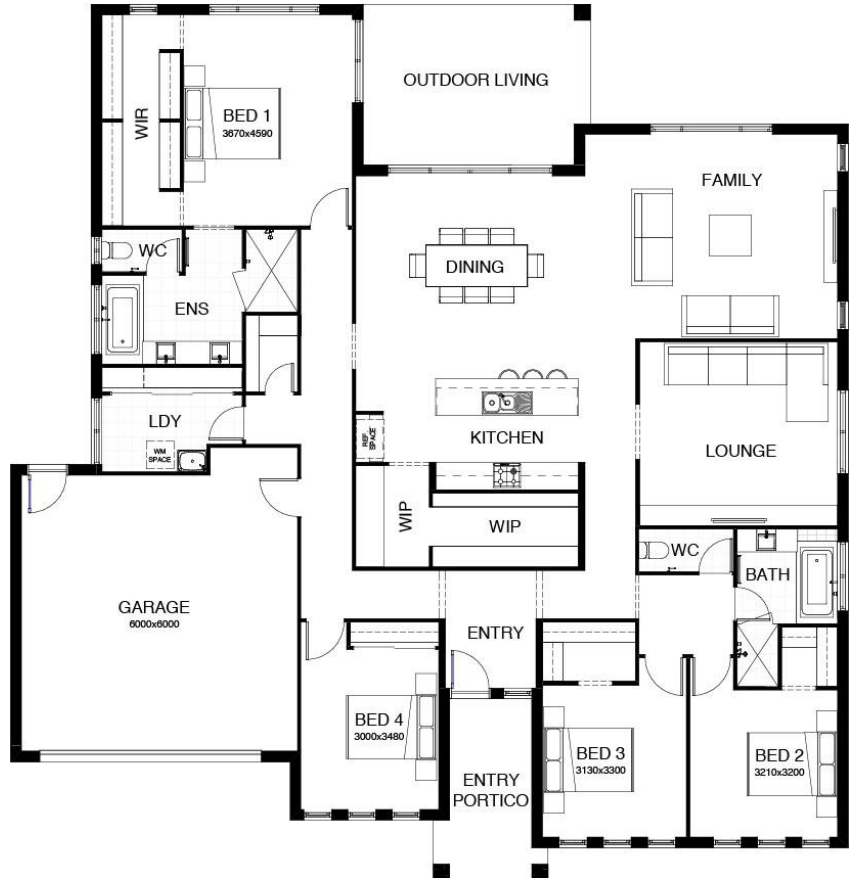 OUTDOOR LIVING
WIR
BED 1
3670x4590
FAMILY
WC
DINING
ENS
LDY
WM
SPACE
REF.
SPACE
KITCHEN
LOUNGE
WIP
WIP
WC
BATH
GARAGE
6000x6000
ENTRY
BED 4
3000x3480
BED 3
3130x3300
BED 2
3210x3200
ENTRY
PORTICO